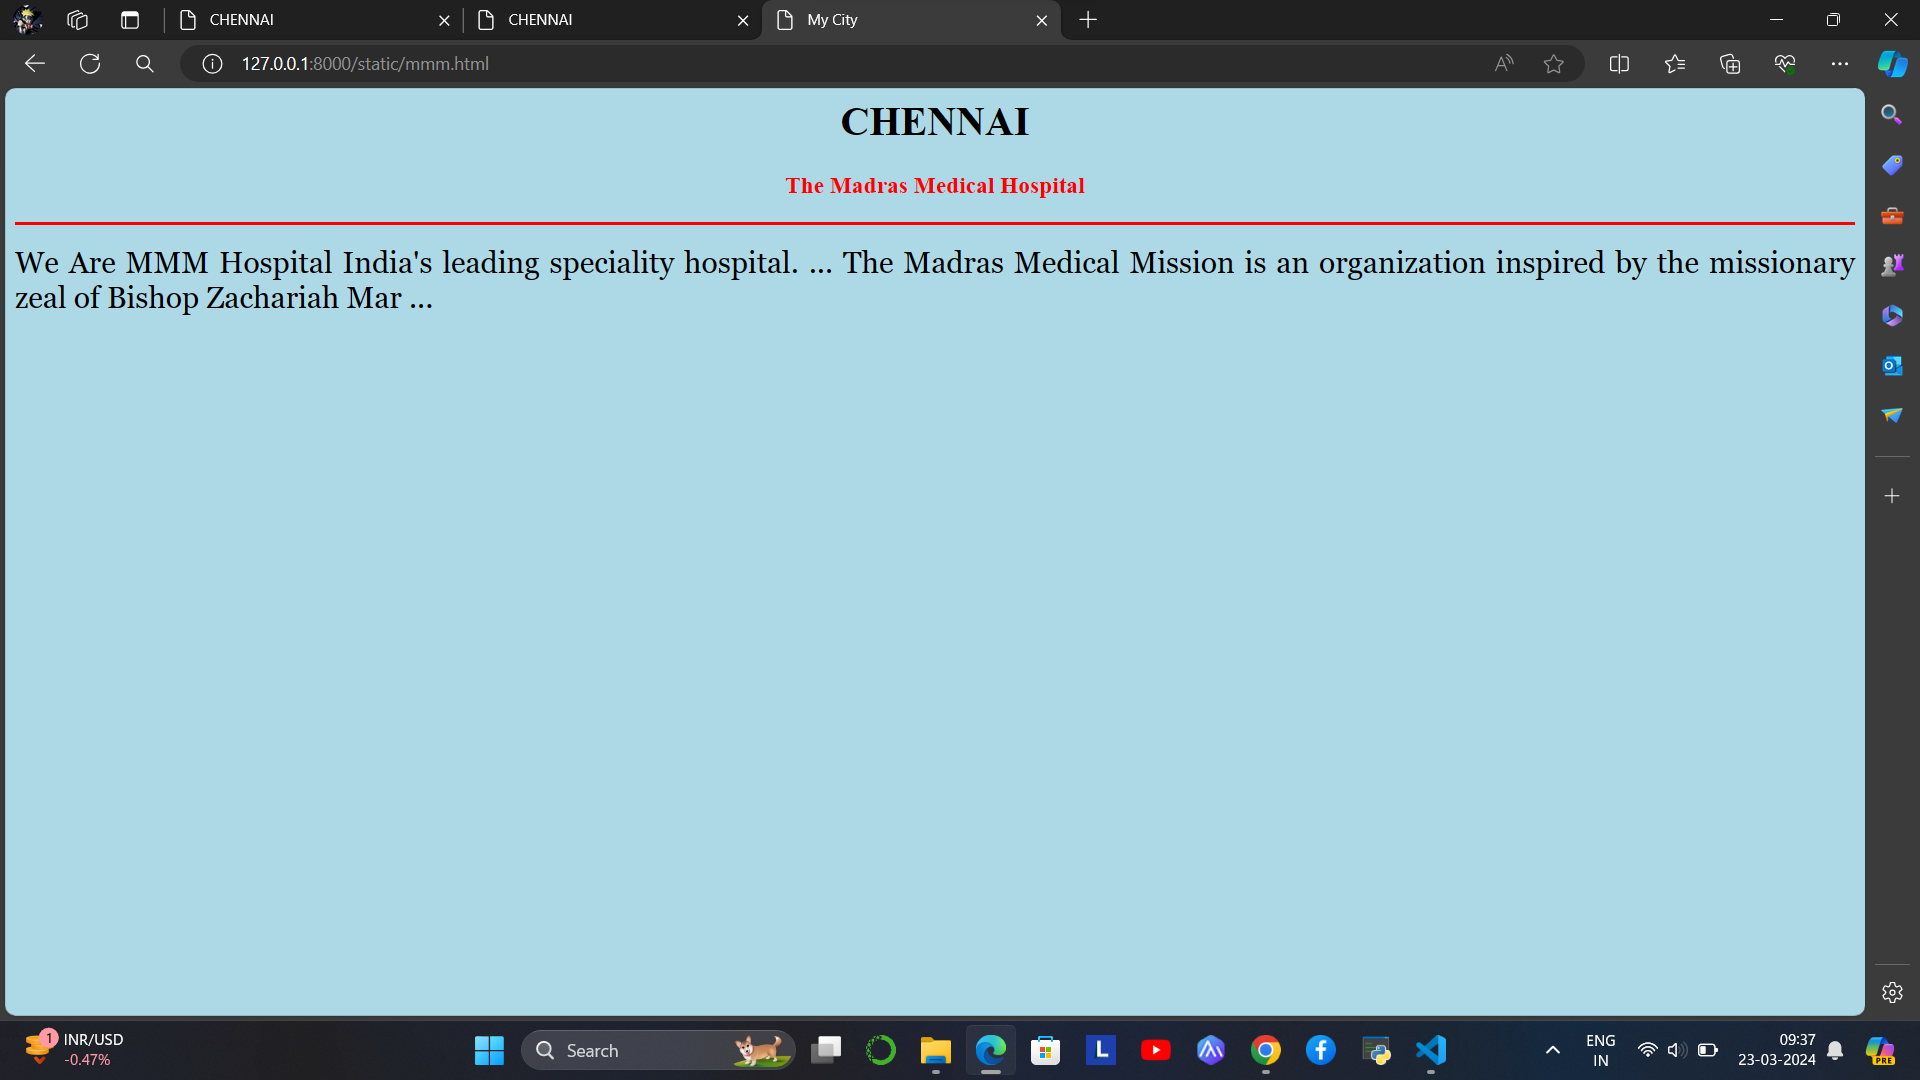 CHENNAI
CHENNAI
My City
127.0.0.1:8000/static/mmm.html
CHENNAI
The Madras Medical Hospital
We Are MMM Hospital India's leading speciality hospital. ... The Madras Medical Mission is an organization inspired by the missionary
zeal of Bishop Zachariah Mar ...
1
INR/USD
-0.47%
Search
L
ENG
IN
09:37
23-03-2024
PRE